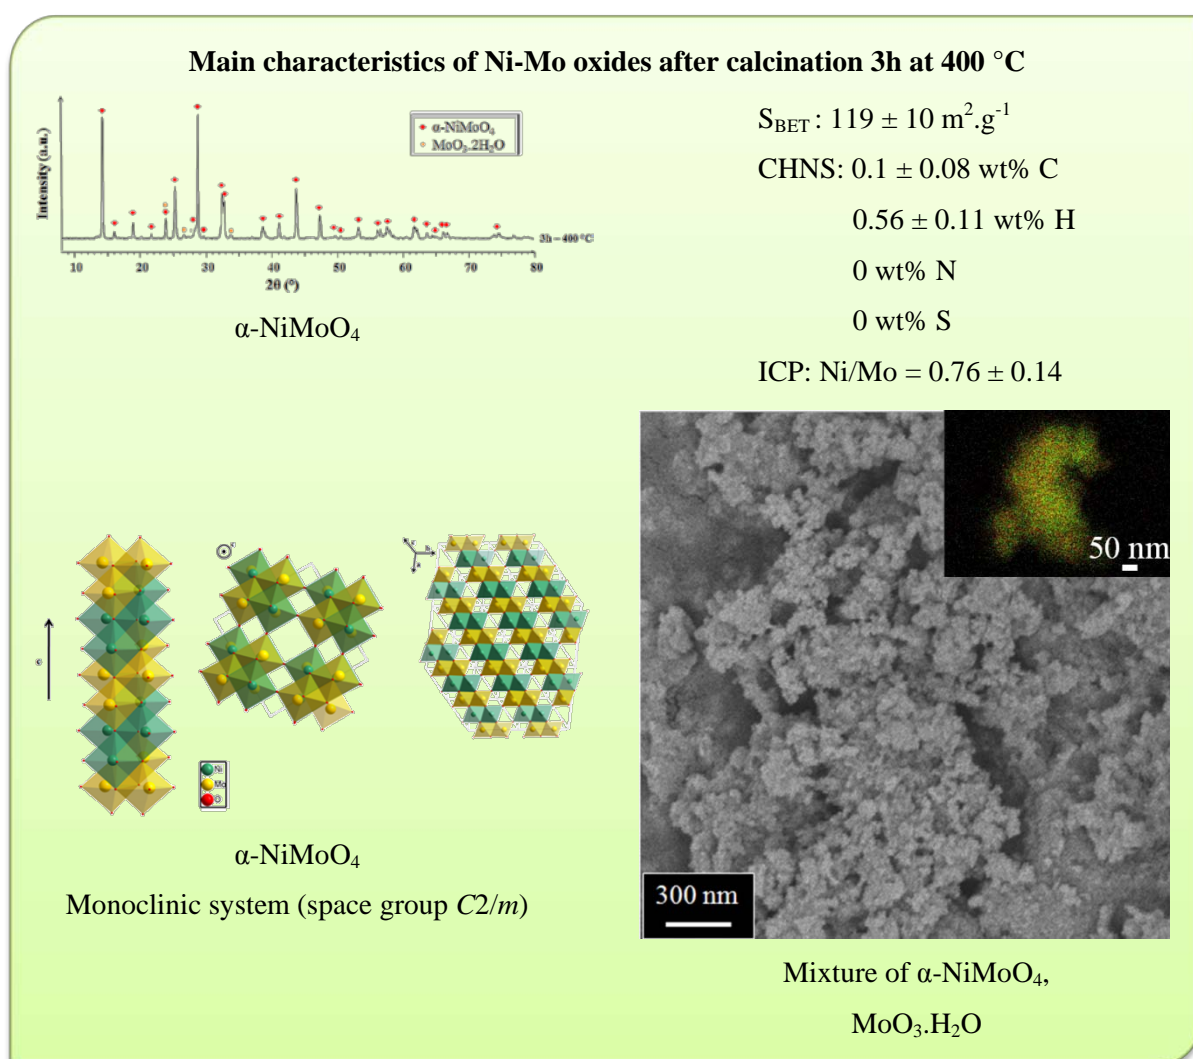 Main characteristics of Ni-Mo oxides after calcination 3h at 400 °C
Intensity (a.u.)
α-NiMoO₄
MoO₃.2H₂O
3h – 400 °C
10 20 30 40 50 60 70 80
2θ (°)
α-NiMoO₄
S_BET : 119 ± 10 m².g⁻¹
CHNS: 0.1 ± 0.08 wt% C
0.56 ± 0.11 wt% H
0 wt% N
0 wt% S
ICP: Ni/Mo = 0.76 ± 0.14
50 nm
300 nm
c
c
Ni
Mo
O
α-NiMoO₄
Monoclinic system (space group C2/m)
Mixture of α-NiMoO₄,
MoO₃.H₂O